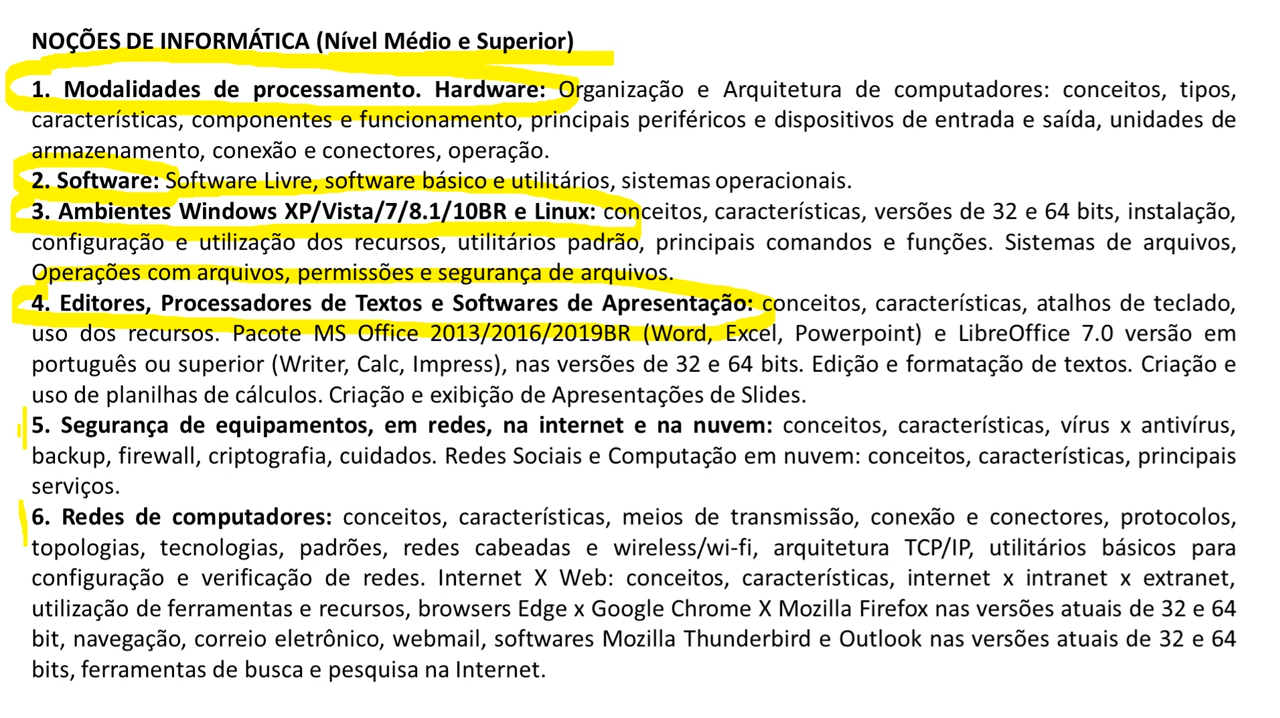 NOÇÕES DE INFORMÁTICA (Nível Médio e Superior)
1. Modalidades de processamento. Hardware: Organização e Arquitetura de computadores: conceitos, tipos,
características, componentes e funcionamento, principais periféricos e dispositivos de entrada e saída, unidades de
armazenamento, conexão e conectores, operação.
2. Software: Software Livre, software básico e utilitários, sistemas operacionais.
3. Ambientes Windows XP/Vista/7/8.1/10BR e Linux: conceitos, características, versões de 32 e 64 bits, instalação,
configuração e utilização dos recursos, utilitários padrão, principais comandos e funções. Sistemas de arquivos,
Operações com arquivos, permissões e segurança de arquivos.
4. Editores, Processadores de Textos e Softwares de Apresentação: conceitos, características, atalhos de teclado,
uso dos recursos. Pacote MS Office 2013/2016/2019BR (Word, Excel, Powerpoint) e LibreOffice 7.0 versão em
português ou superior (Writer, Calc, Impress), nas versões de 32 e 64 bits. Edição e formatação de textos. Criação e
uso de planilhas de cálculos. Criação e exibição de Apresentações de Slides.
5. Segurança de equipamentos, em redes, na internet e na nuvem: conceitos, características, vírus x antivírus,
backup, firewall, criptografia, cuidados. Redes Sociais e Computação em nuvem: conceitos, características, principais
serviços.
6. Redes de computadores: conceitos, características, meios de transmissão, conexão e conectores, protocolos,
topologias, tecnologias, padrões, redes cabeadas e wireless/wi-fi, arquitetura TCP/IP, utilitários básicos para
configuração e verificação de redes. Internet X Web: conceitos, características, internet x intranet x extranet,
utilização de ferramentas e recursos, browsers Edge x Google Chrome X Mozilla Firefox nas versões atuais de 32 e 64
bit, navegação, correio eletrônico, webmail, softwares Mozilla Thunderbird e Outlook nas versões atuais de 32 e 64
bits, ferramentas de busca e pesquisa na Internet.